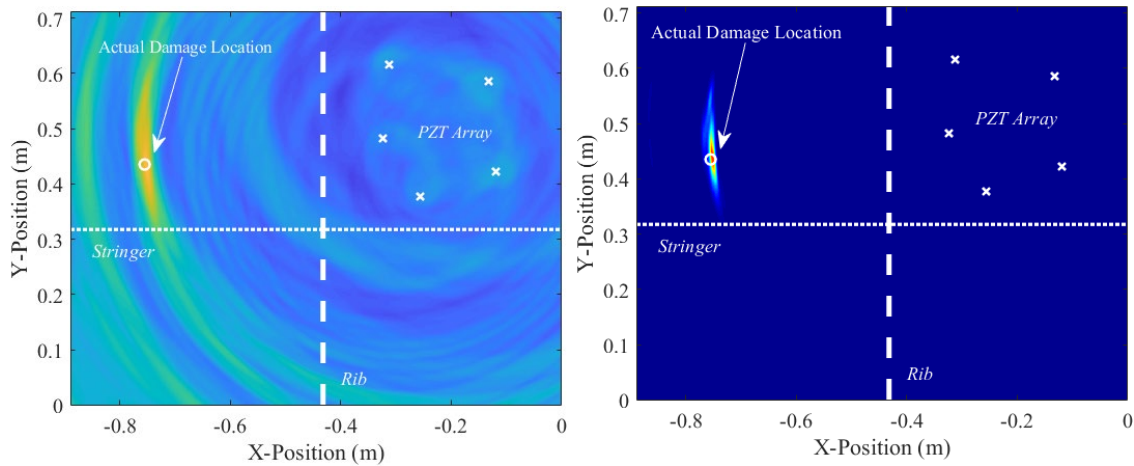 Actual Damage Location
PZT Array
Stringer
Rib
Y-Position (m)
0.7
0.6
0.5
0.4
0.3
0.2
0.1
0
-0.8
-0.6
-0.4
-0.2
0
X-Position (m)
Actual Damage Location
PZT Array
Stringer
Rib
Y-Position (m)
0.7
0.6
0.5
0.4
0.3
0.2
0.1
0
-0.8
-0.6
-0.4
-0.2
0
X-Position (m)